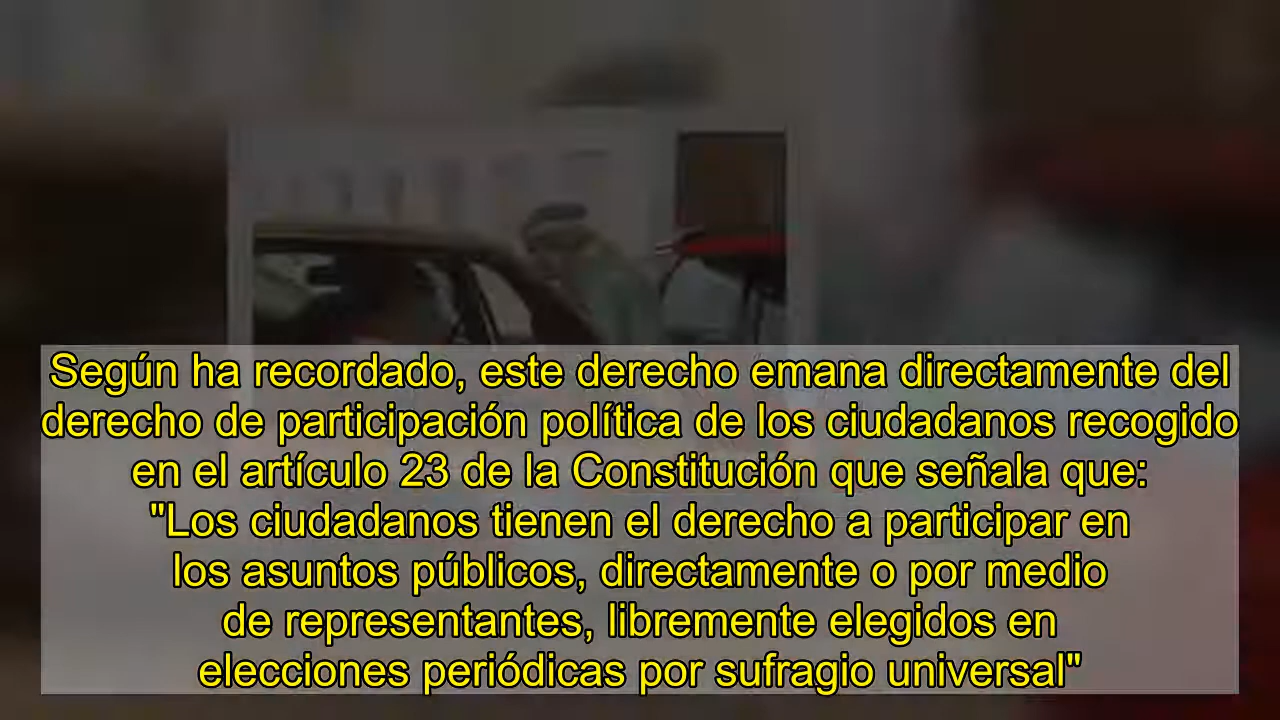 Según ha recordado, este derecho emana directamente del
derecho de participación política de los ciudadanos recogido
en el artículo 23 de la Constitución que señala que:
"Los ciudadanos tienen el derecho a participar en
los asuntos públicos, directamente o por medio
de representantes, libremente elegidos en
elecciones periódicas por sufragio universal"